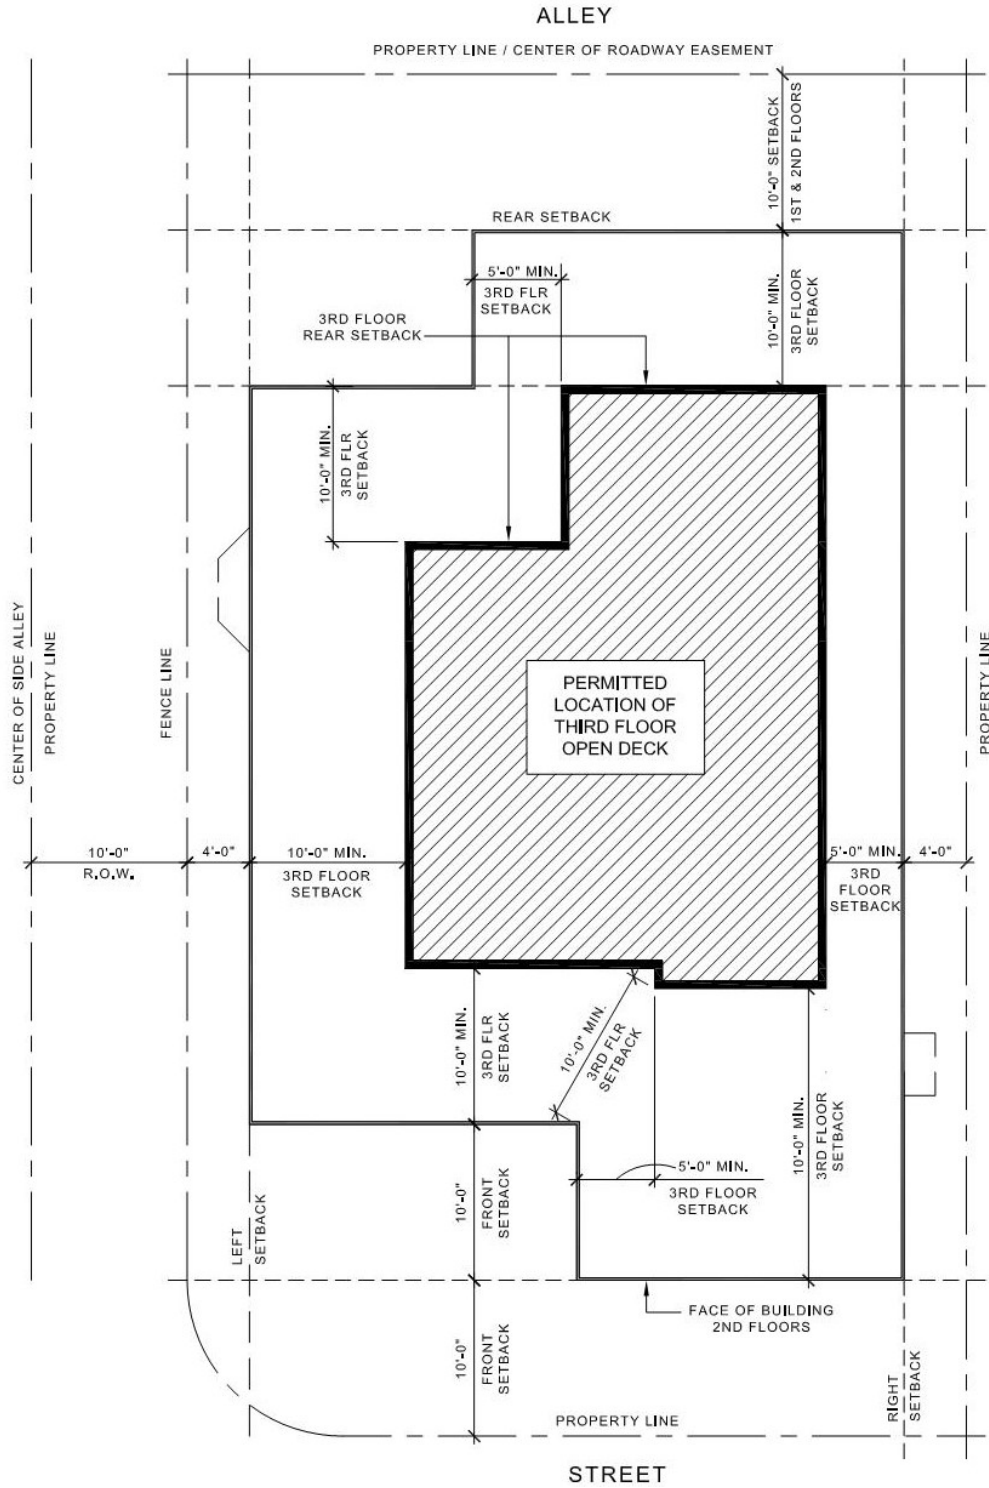 ALLEY
PROPERTY LINE / CENTER OF ROADWAY EASEMENT
10'-0" SETBACK
1ST & 2ND FLOORS
REAR SETBACK
5'-0" MIN.
3RD FLR
SETBACK
10'-0" MIN.
3RD FLOOR
SETBACK
3RD FLOOR
REAR SETBACK
10'-0" MIN.
3RD FLR
SETBACK
CENTER OF SIDE ALLEY
PROPERTY LINE
FENCE LINE
PERMITTED
LOCATION OF
THIRD FLOOR
OPEN DECK
PROPERTY LINE
10'-0"
R.O.W.
4'-0"
10'-0" MIN.
3RD FLOOR
SETBACK
5'-0" MIN.
3RD
FLOOR
SETBACK
4'-0"
10'-0" MIN.
3RD FLR
SETBACK
10'-0" MIN.
3RD FLR
SETBACK
10'-0" MIN.
3RD FLOOR
SETBACK
5'-0" MIN.
3RD FLOOR
SETBACK
10'-0"
FRONT
SETBACK
LEFT
SETBACK
FACE OF BUILDING
2ND FLOORS
10'-0"
FRONT
SETBACK
RIGHT
SETBACK
PROPERTY LINE
STREET